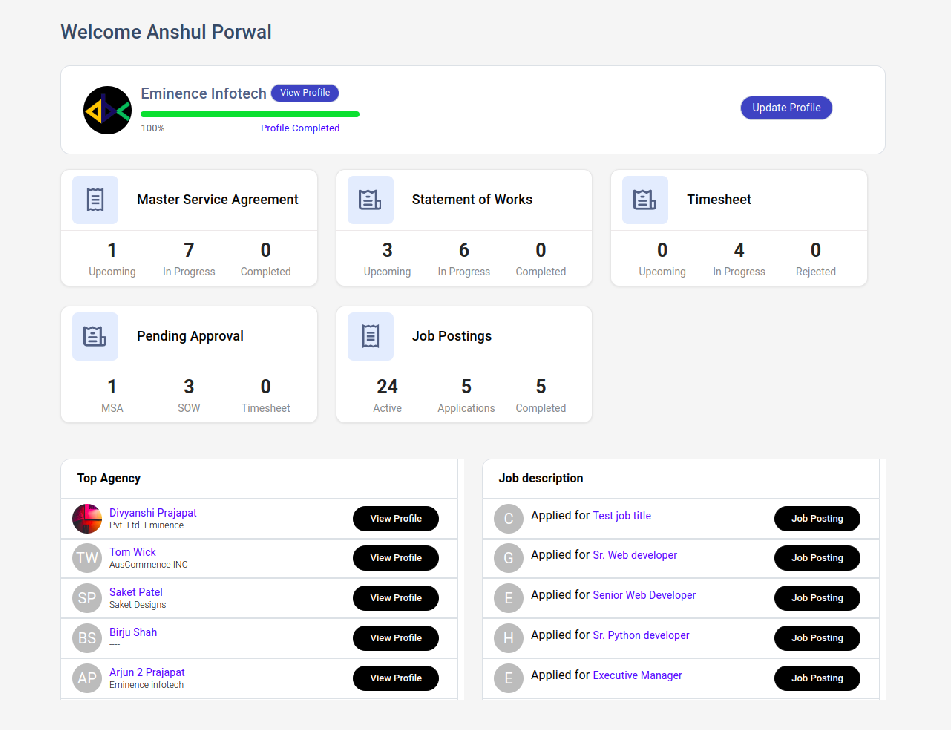 Welcome Anshul Porwal
Eminence Infotech View Profile
Update Profile
100% Profile Completed
Master Service Agreement
1 7 0
Upcoming In Progress Completed
Statement of Works
3 6 0
Upcoming In Progress Completed
Timesheet
0 4 0
Upcoming In Progress Rejected
Pending Approval
1 3 0
MSA SOW Timesheet
Job Postings
24 5 5
Active Applications Completed
Top Agency
Divyanshi Prajapat
Pvt. Ltd. Eminence
View Profile
TW Tom Wick
AusCommence INC
View Profile
SP Saket Patel
Saket Designs
View Profile
BS Birju Shah
----
View Profile
AP Arjun 2 Prajapat
Eminence infotech
View Profile
Job description
C Applied for Test job title Job Posting
G Applied for Sr. Web developer Job Posting
E Applied for Senior Web Developer Job Posting
H Applied for Sr. Python developer Job Posting
E Applied for Executive Manager Job Posting